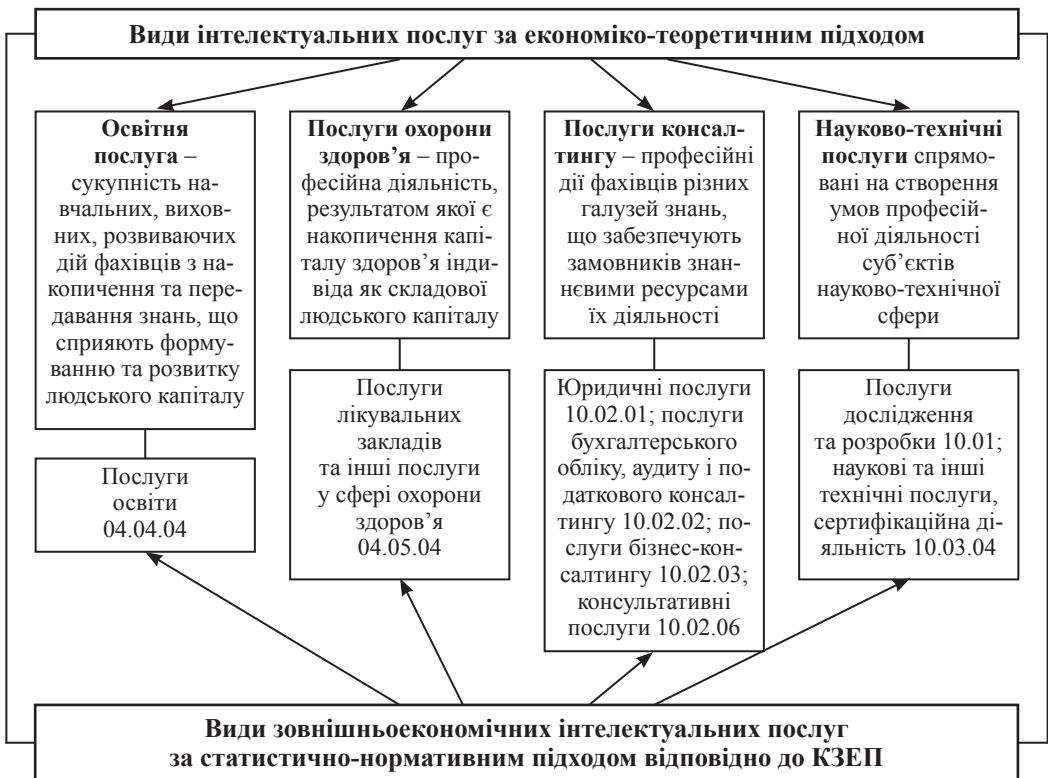 Види інтелектуальних послуг за економіко-теоретичним підходом
Освітня
послуга –
сукупність на-
вчальних, вихов-
них, розвиваючих
дій фахівців з на-
копичення та пере-
давання знань, що
сприяють форму-
ванню та розвитку
людського капіталу
Послуги охорони
здоров’я – про-
фесійна діяльність,
результатом якої є
накопичення капі-
талу здоров’я інди-
віда як складової
людського капіталу
Послуги консал-
тингу – професійні
дії фахівців різних
галузей знань,
що забезпечують
замовників знан-
нєвими ресурсами
їх діяльності
Науково-технічні
послуги спрямо-
вані на створення
умов професій-
ної діяльності
суб’єктів
науково-технічної
сфери
Послуги
освіти
04.04.04
Послуги
лікувальних
закладів
та інші послуги
у сфері охорони
здоров’я
04.05.04
Юридичні послуги
10.02.01; послуги
бухгалтерського
обліку, аудиту і по-
даткового консал-
тингу 10.02.02; по-
слуги бізнес-кон-
салтингу 10.02.03;
консультативні
послуги 10.02.06
Послуги
дослідження
та розробки 10.01;
наукові та інші
технічні послуги,
сертифікаційна ді-
яльність 10.03.04
Види зовнішньоекономічних інтелектуальних послуг
за статистично-нормативним підходом відповідно до КЗЕП